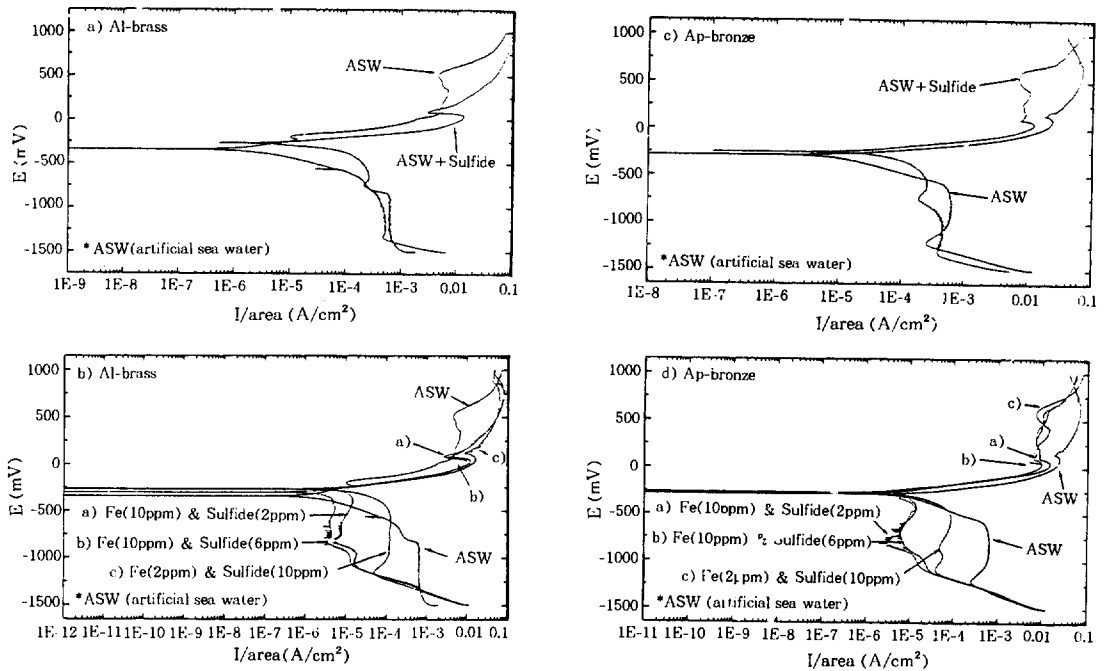 a) Al-brass
1000
500
0
-500
-1000
-1500
E (mV)
ASW
ASW+Sulfide
*ASW(artificial sea water)
1E-9 1E-8 1E-7 1E-6 1E-5 1E-4 1E-3 0.01 0.1
I/area (A/cm²)
c) Ap-bronze
1000
500
0
-500
-1000
-1500
E (mV)
ASW+Sulfide
ASW
*ASW (artificial sea water)
1E-8 1E-7 1E-6 1E-5 1E-4 1E-3 0.01 0.1
I/area (A/cm²)
b) Al-brass
1000
500
0
-500
-1000
-1500
E (mV)
ASW
a)
c)
b)
a) Fe(10ppm) & Sulfide(2ppm)
b) Fe(10ppm) & Sulfide(6ppm)
ASW
c) Fe(2ppm) & Sulfide(10ppm)
*ASW (artificial sea water)
1E-12 1E-11 1E-10 1E-9 1E-8 1E-7 1E-6 1E-5 1E-4 1E-3 0.01 0.1
I/area(A/cm²)
d) Ap-bronze
1000
500
0
-500
-1000
-1500
E (mV)
c)
a)
b)
ASW
a) Fe(10ppm) & Sulfide(2ppm)
b) Fe(10ppm) & Sulfide(6ppm)
ASW
c) Fe(2ppm) & Sulfide(10ppm)
*ASW (artificial sea water)
1E-11 1E-10 1E-9 1E-8 1E-7 1E-6 1E-5 1E-4 1E-3 0.01 0.1
I/area (A/cm²)